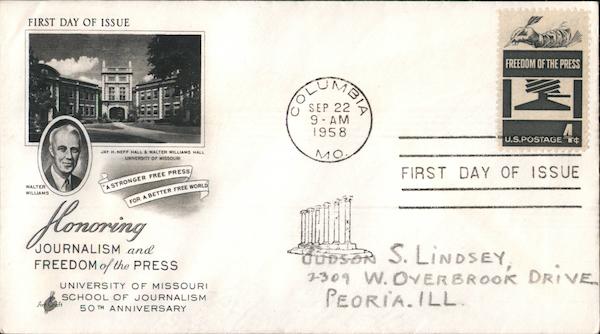 FIRST DAY OF ISSUE
JAY H. NEFF HALL & WALTER WILLIAMS HALL
UNIVERSITY OF MISSOURI
WALTER
WILLIAMS
"A STRONGER FREE PRESS
FOR A BETTER FREE WORLD"
Honoring
JOURNALISM and
FREEDOM of the PRESS
UNIVERSITY OF MISSOURI
SCHOOL OF JOURNALISM
50TH ANNIVERSARY
ArtCraft
COLUMBIA
SEP 22
9-AM
1958
MO.
FREEDOM OF THE PRESS
U.S. POSTAGE 4¢
FIRST DAY OF ISSUE
JUDSON S. LINDSEY,
2309 W. OVERBROOK DRIVE
PEORIA. ILL.